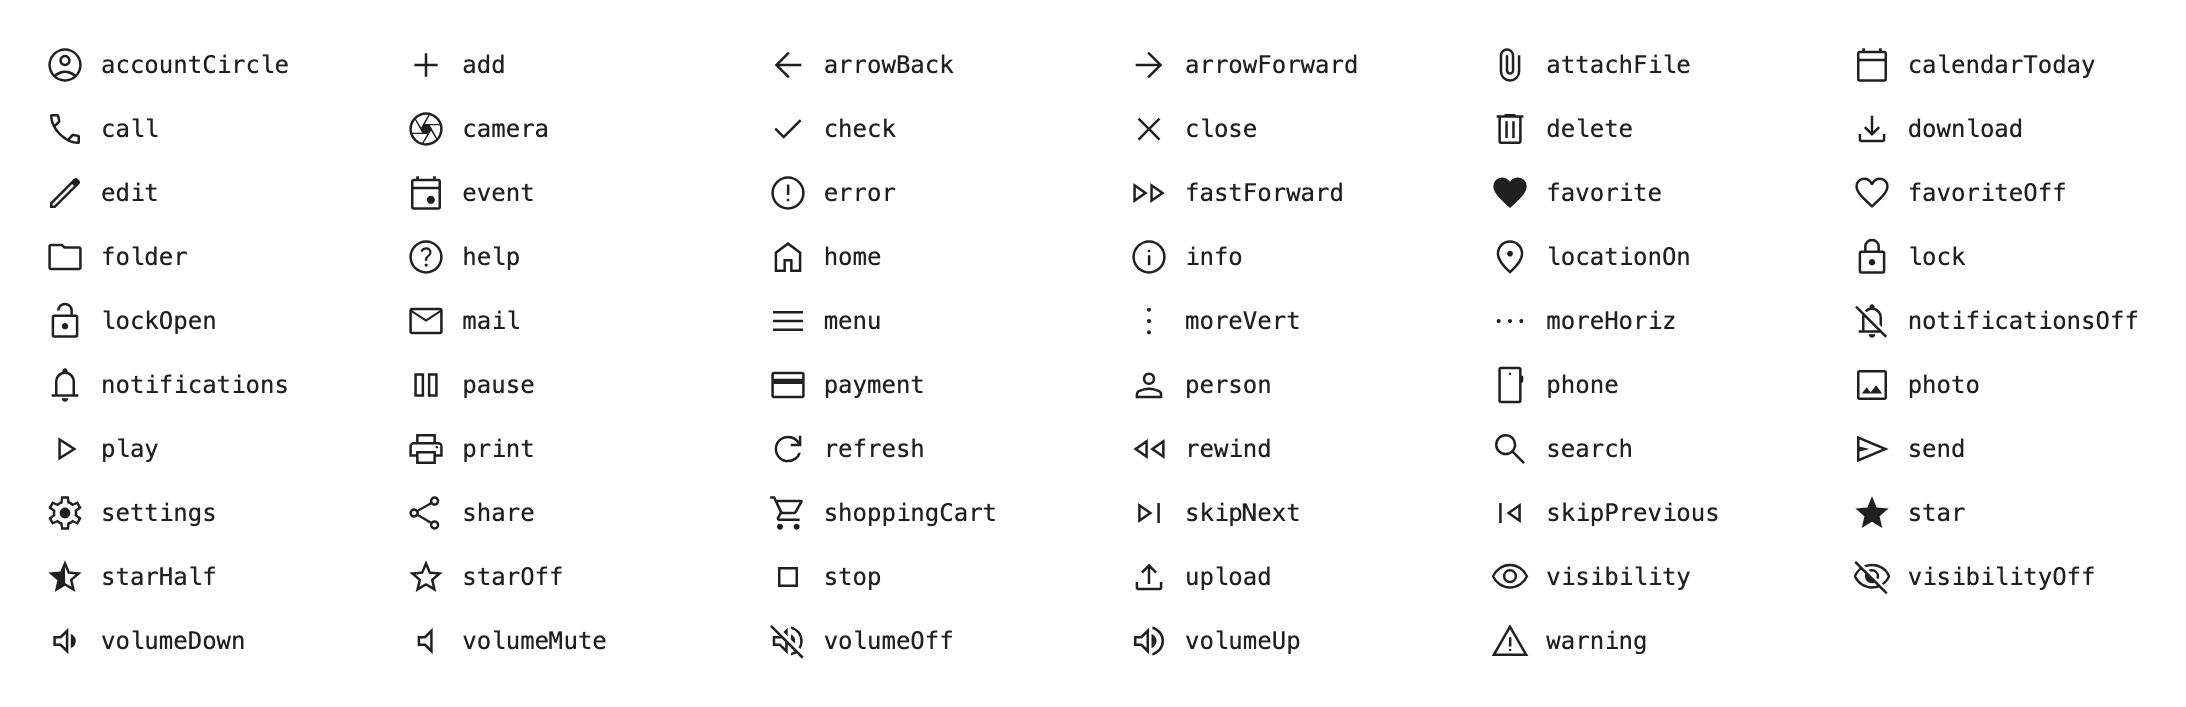 accountCircle add arrowBack arrowForward attachFile calendarToday
call camera check close delete download
edit event error fastForward favorite favoriteOff
folder help home info locationOn lock
lockOpen mail menu moreVert moreHoriz notificationsOff
notifications pause payment person phone photo
play print refresh rewind search send
settings share shoppingCart skipNext skipPrevious star
starHalf starOff stop upload visibility visibilityOff
volumeDown volumeMute volumeOff volumeUp warning